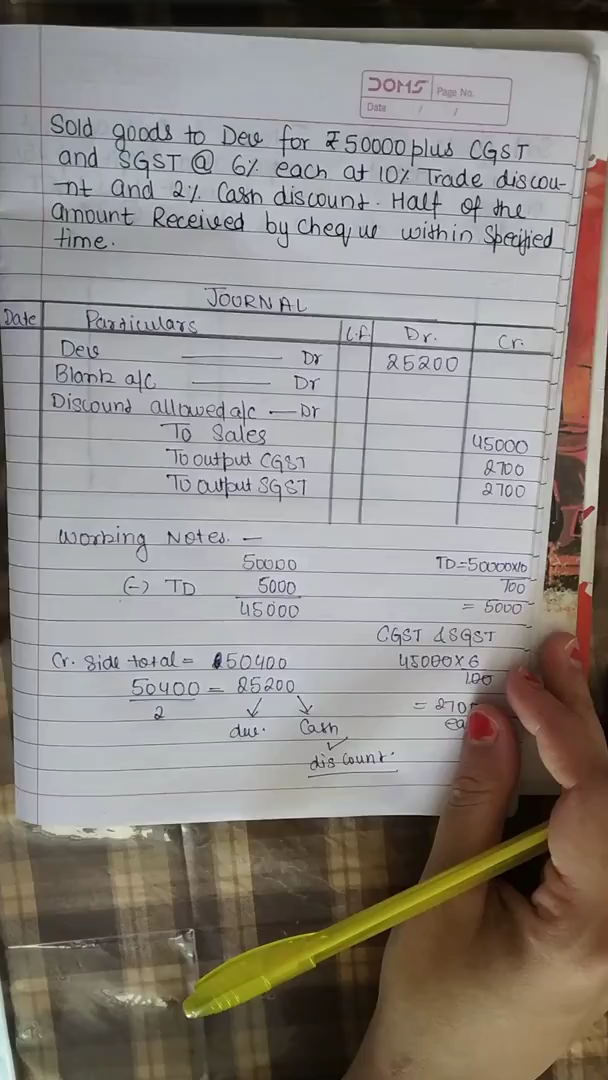 DOMS
Page No.
Date / /
Sold goods to Dev for ₹50000 plus CGST
and SGST @ 6% each at 10% Trade discou-
nt and 2% Cash discount. Half of the
amount Received by cheque within Specified
time.
JOURNAL
Date Particulars L.f Dr. Cr.
Dev Dr 25200
Bank a/c Dr
Discount allowed a/c Dr
To Sales 45000
To output CGST 2700
To output SGST 2700
Working Notes. -
50000
(-) TD 5000
45000
TD = 50000x10
100
= 5000
CGST & SGST
45000 x 6
100
= 270
ea
Cr. Side total = 50400
50400 = 25200
2
due. Cash
discount.